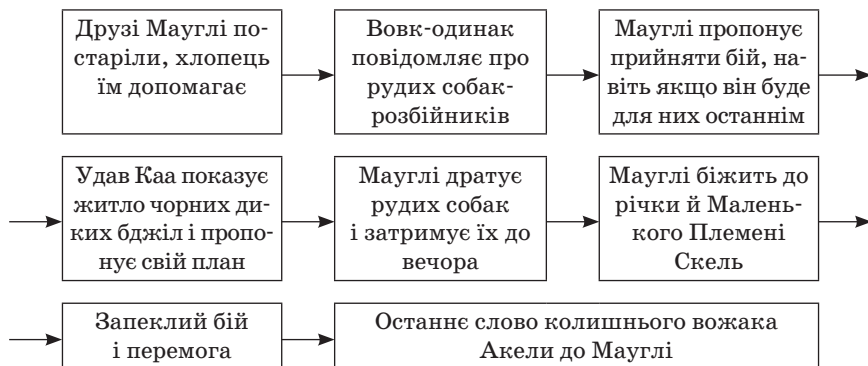 Друзі Мауглі по-
старіли, хлопець
їм допомагає
Вовк-одинак
повідомляє про
рудих собак-
розбійників
Мауглі пропонує
прийняти бій, на-
віть якщо він буде
для них останнім
Удав Каа показує
житло чорних ди-
ких бджіл і пропо-
нує свій план
Мауглі дратує
рудих собак
і затримує їх до
вечора
Мауглі біжить до
річки й Малень-
кого Племені
Скель
Запеклий бій
і перемога
Останнє слово колишнього вожака
Акели до Мауглі